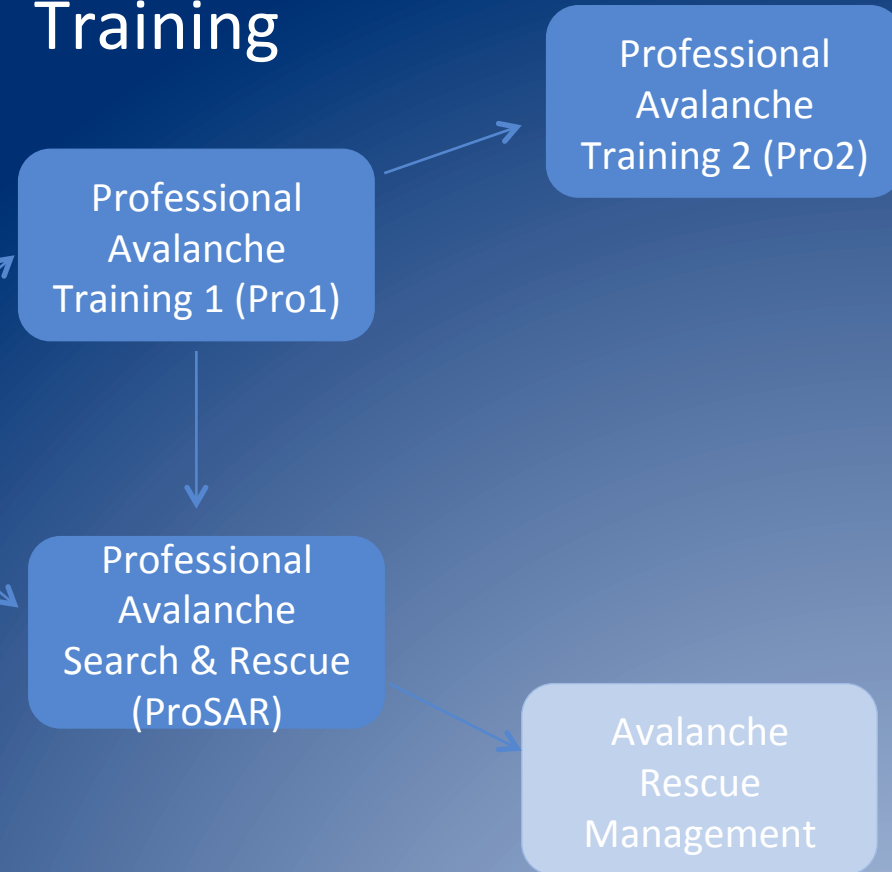 Training
Professional
Avalanche
Training 2 (Pro2)
Professional
Avalanche
Training 1 (Pro1)
Professional
Avalanche
Search & Rescue
(ProSAR)
Avalanche
Rescue
Management